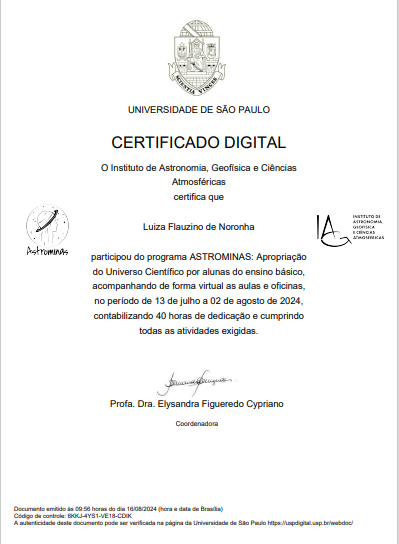 SCIENTIA VINCES
UNIVERSIDADE DE SÃO PAULO
CERTIFICADO DIGITAL
O Instituto de Astronomia, Geofísica e Ciências
Atmosféricas
certifica que
Luiza Flauzino de Noronha
Astrominas
IAG
INSTITUTO DE
ASTRONOMIA,
GEOFÍSICA
E CIÊNCIAS
ATMOSFÉRICAS
participou do programa ASTROMINAS: Apropriação
do Universo Científico por alunas do ensino básico,
acompanhando de forma virtual as aulas e oficinas,
no período de 13 de julho a 02 de agosto de 2024,
contabilizando 40 horas de dedicação e cumprindo
todas as atividades exigidas.
Profa. Dra. Elysandra Figueredo Cypriano
Coordenadora
Documento emitido às 09:56 horas do dia 16/08/2024 (hora e data de Brasília)
Código de controle: 6KKJ-4YS1-VE18-CDIK
A autenticidade deste documento pode ser verificada na página da Universidade de São Paulo https://uspdigital.usp.br/webdoc/